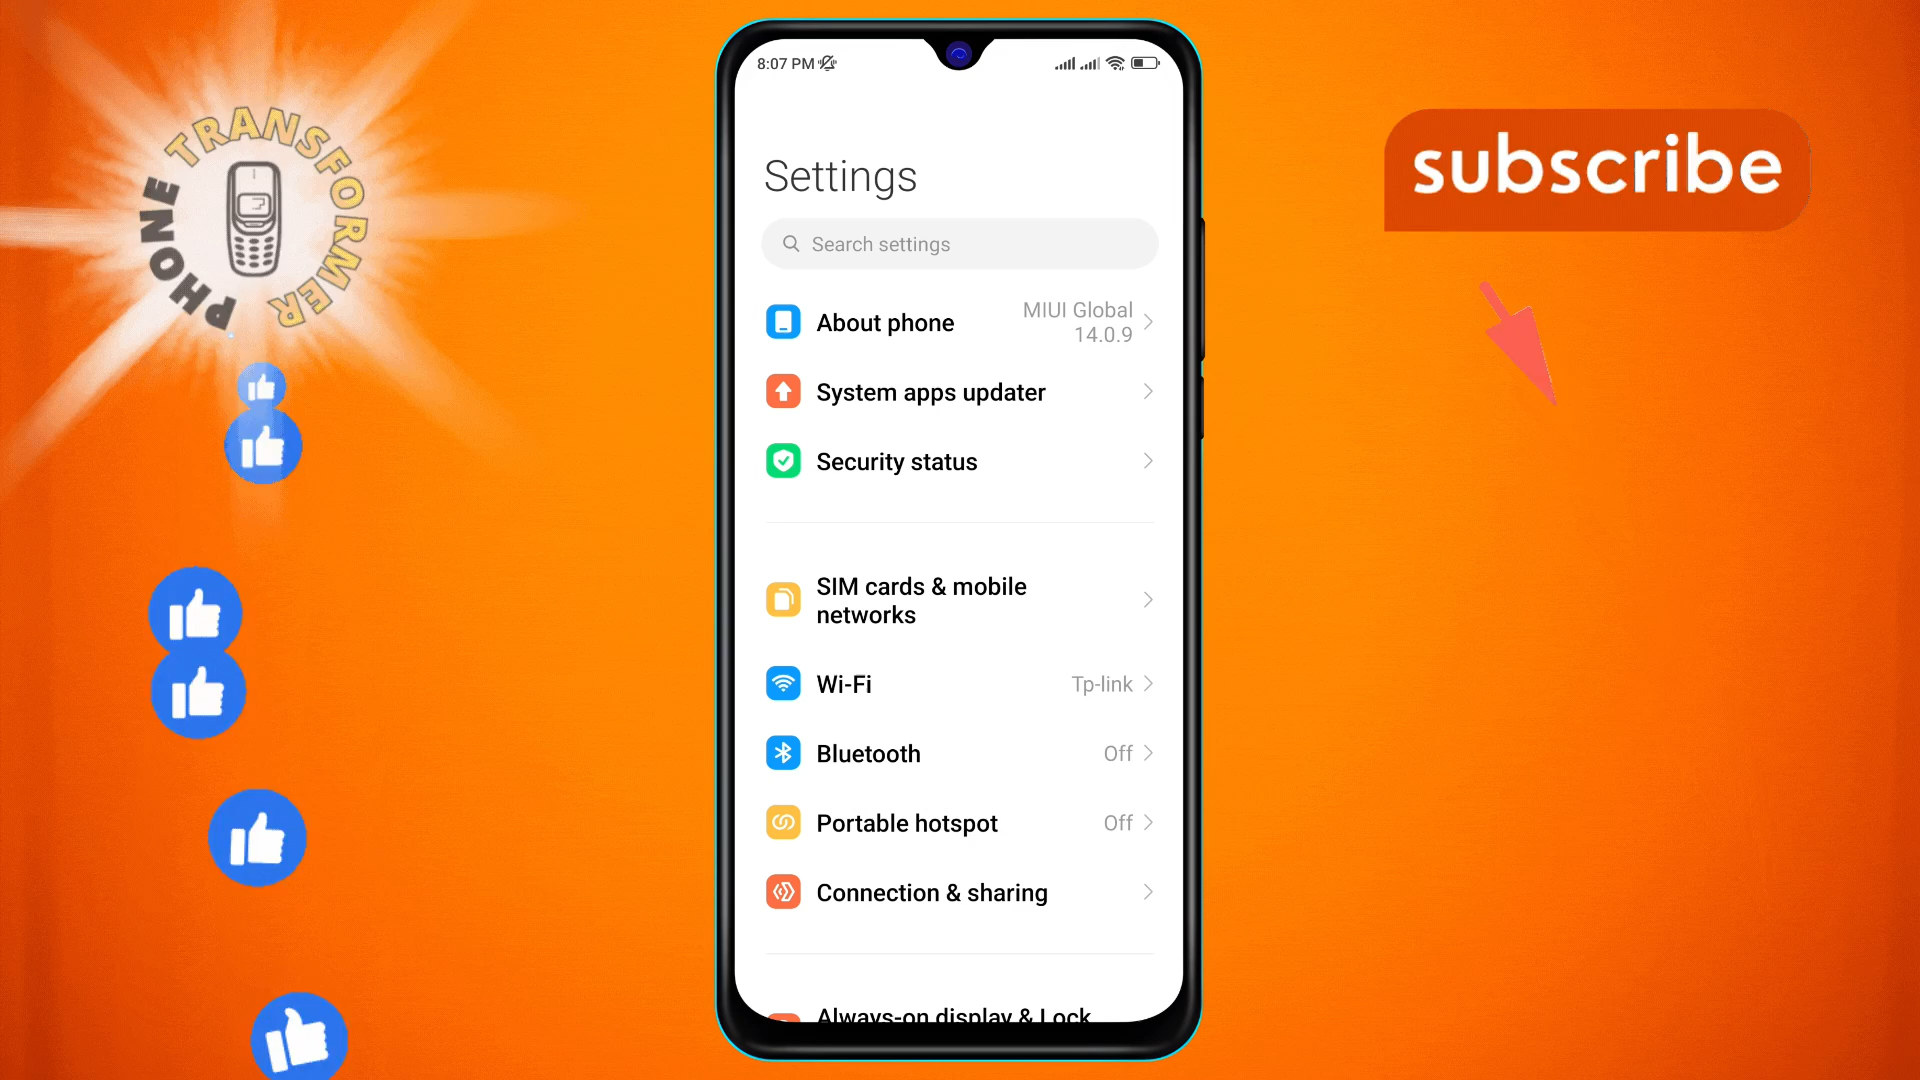 PHONE TRANSFORMER
subscribe
8:07 PM
Settings
Search settings
About phone
MIUI Global
14.0.9
System apps updater
Security status
SIM cards & mobile
networks
Wi-Fi
Tp-link
Bluetooth
Off
Portable hotspot
Off
Connection & sharing
Always-on display & Lock